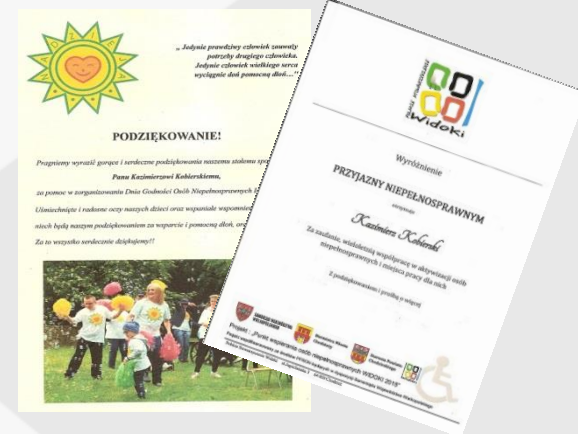 NADZIEJA
„ Jedynie prawdziwy człowiek zauważy
potrzeby drugiego człowieka.
Jedynie człowiek wielkiego serca
wyciągnie doń pomocną dłoń…"
PODZIĘKOWANIE!
Pragniemy wyrazić gorące i serdeczne podziękowania naszemu stałemu
Panu Kazimierzowi Kobierskiemu,
za pomoc w zorganizowaniu Dnia Godności Osób Niepełnosprawnych
Uśmiechnięte i radosne oczy naszych dzieci oraz wspaniałe
niech będą naszym podziękowaniem za wsparcie i pomocną dłoń,
Za to wszystko serdecznie dziękujemy!!
Widoki
Wyróżnienie
PRZYJAZNY NIEPEŁNOSPRAWNYM
otrzymuje
Kazimierz Kobierski
Za zaufanie, wieloletnią współpracę w aktywizacji osób
niepełnosprawnych i miejsca pracy dla nich
Z podziękowaniem i prośbą o więcej
Projekt : „Punkt wspierania osób niepełnosprawnych WIDOKI 2015"